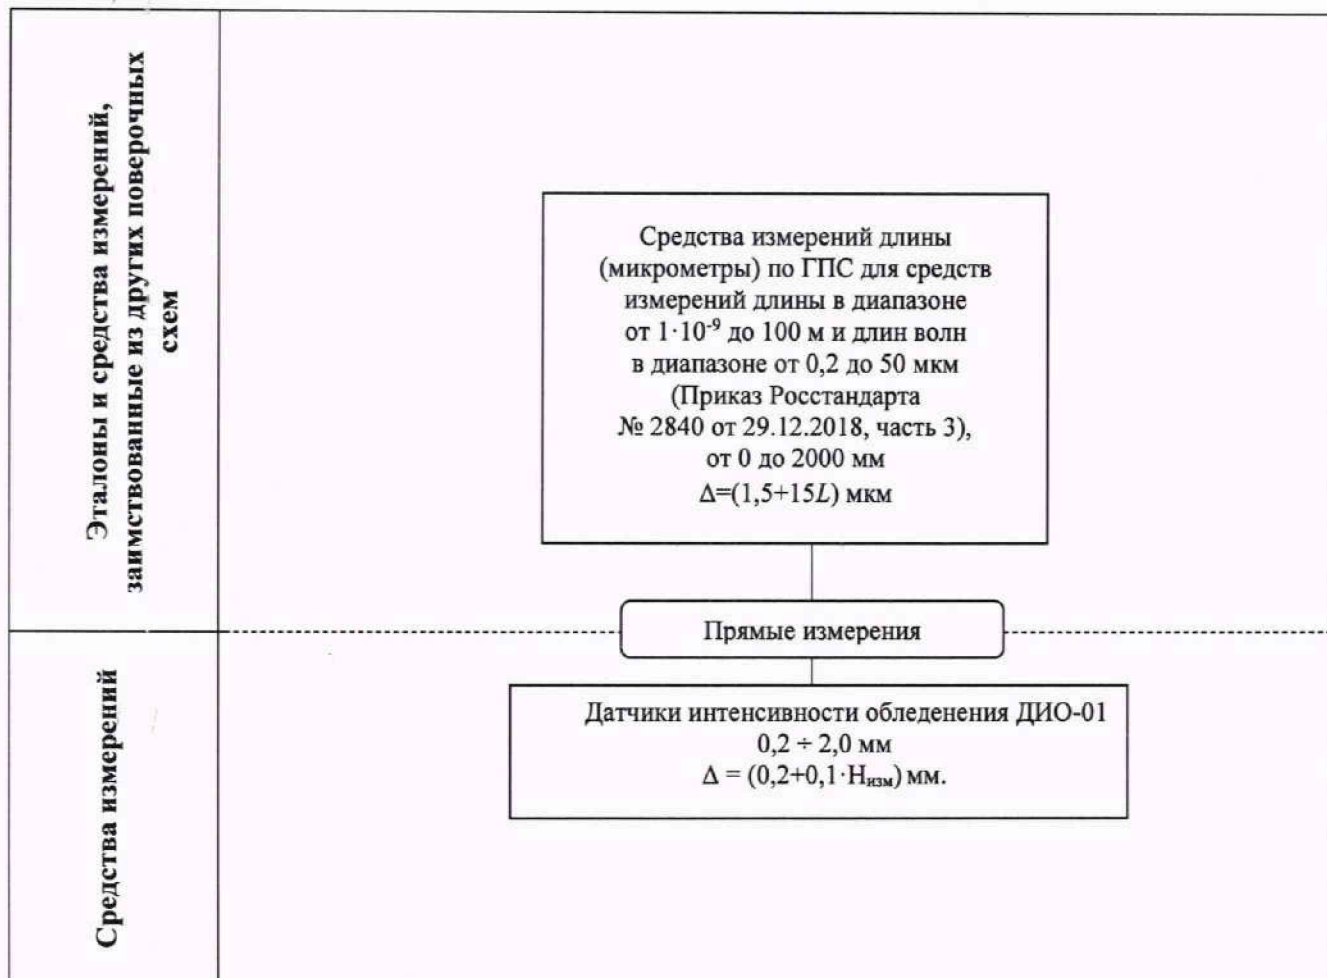 Эталоны и средства измерений,
заимствованные из других поверочных
схем
Средства измерений длины
(микрометры) по ГПС для средств
измерений длины в диапазоне
от 1·10⁻⁹ до 100 м и длин волн
в диапазоне от 0,2 до 50 мкм
(Приказ Росстандарта
№ 2840 от 29.12.2018, часть 3),
от 0 до 2000 мм
Δ=(1,5+15L) мкм
Прямые измерения
Средства измерений
Датчики интенсивности обледенения ДИО-01
0,2 ÷ 2,0 мм
Δ = (0,2+0,1·Hизм) мм.